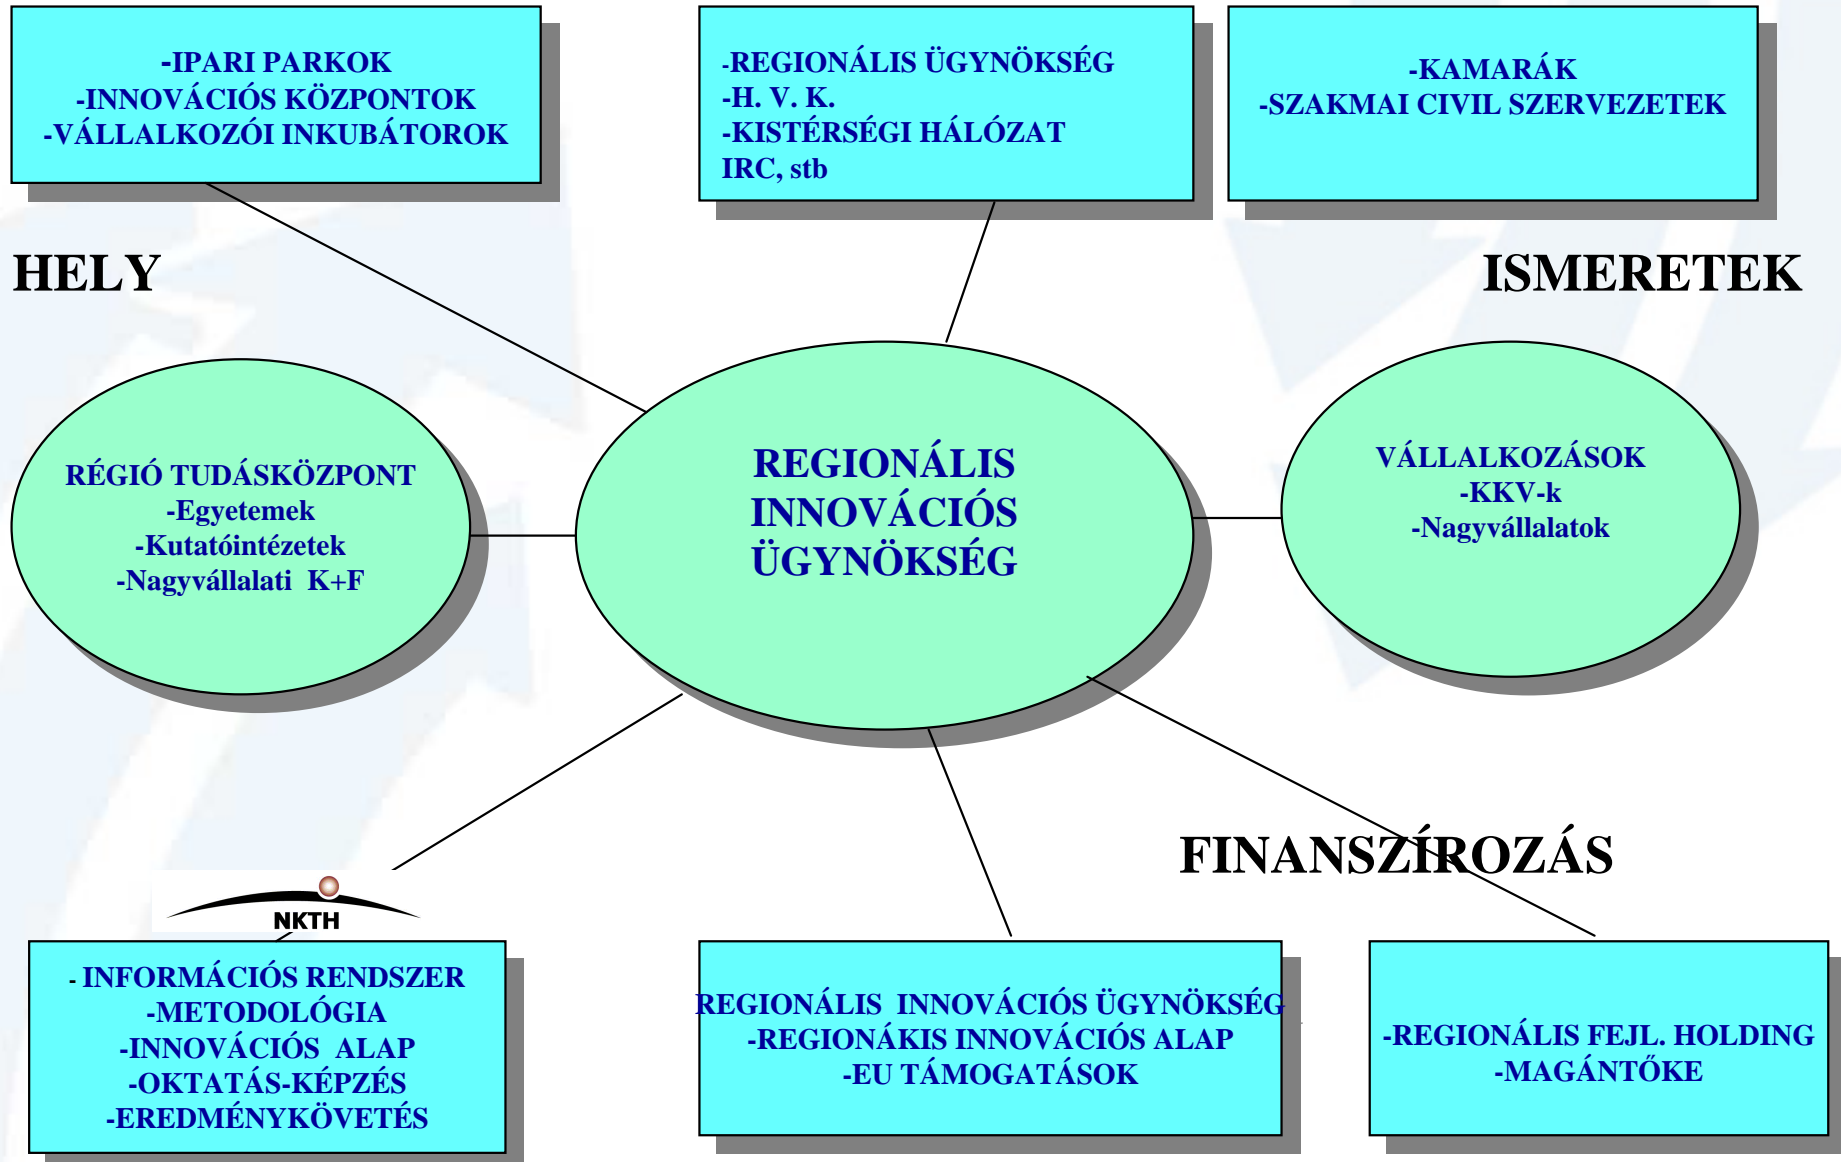 -IPARI PARKOK
-INNOVÁCIÓS KÖZPONTOK
-VÁLLALKOZÓI INKUBÁTOROK
-REGIONÁLIS ÜGYNÖKSÉG
-H. V. K.
-KISTÉRSÉGI HÁLÓZAT
IRC, stb
-KAMARÁK
-SZAKMAI CIVIL SZERVEZETEK
HELY
ISMERETEK
RÉGIÓ TUDÁSKÖZPONT
-Egyetemek
-Kutatóintézetek
-Nagyvállalati K+F
REGIONÁLIS
INNOVÁCIÓS
ÜGYNÖKSÉG
VÁLLALKOZÁSOK
-KKV-k
-Nagyvállalatok
FINANSZÍROZÁS
NKTH
- INFORMÁCIÓS RENDSZER
-METODOLÓGIA
-INNOVÁCIÓS ALAP
-OKTATÁS-KÉPZÉS
-EREDMÉNYKÖVETÉS
REGIONÁLIS INNOVÁCIÓS ÜGYNÖKSÉG
-REGIONÁKIS INNOVÁCIÓS ALAP
-EU TÁMOGATÁSOK
-REGIONÁLIS FEJL. HOLDING
-MAGÁNTŐKE